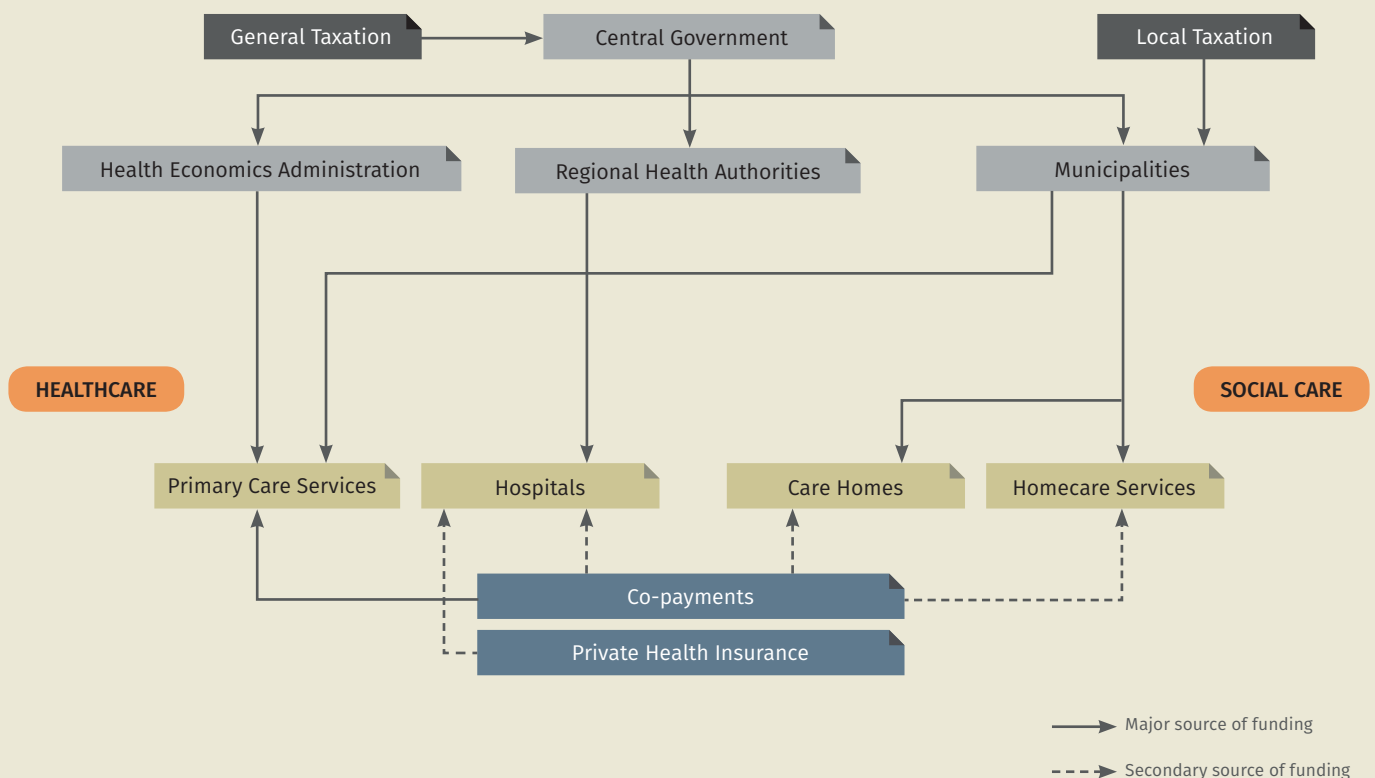 General Taxation
Central Government
Local Taxation
Health Economics Administration
Regional Health Authorities
Municipalities
HEALTHCARE
SOCIAL CARE
Primary Care Services
Hospitals
Care Homes
Homecare Services
Co-payments
Private Health Insurance
Major source of funding
Secondary source of funding